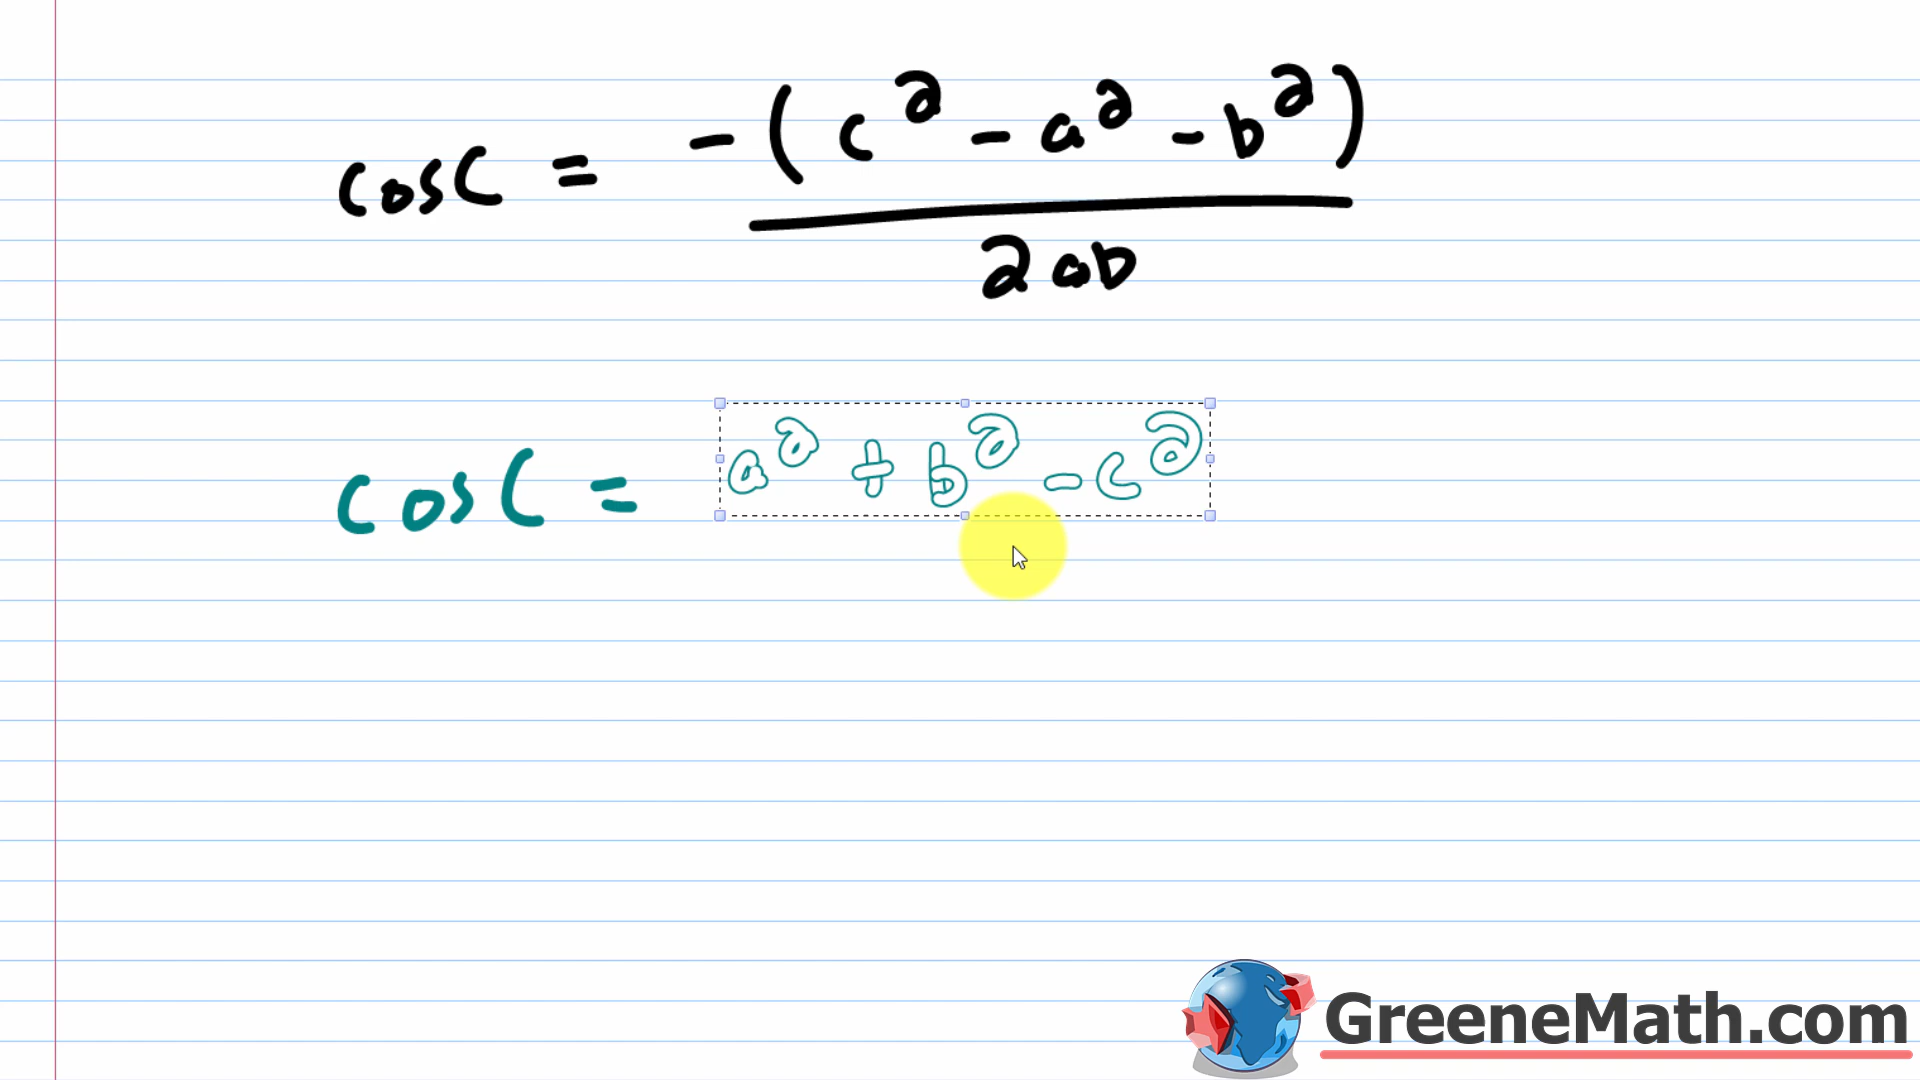 cosC = -(c² - a² - b²)
2ab
cosC = a² + b² - c²
GreeneMath.com